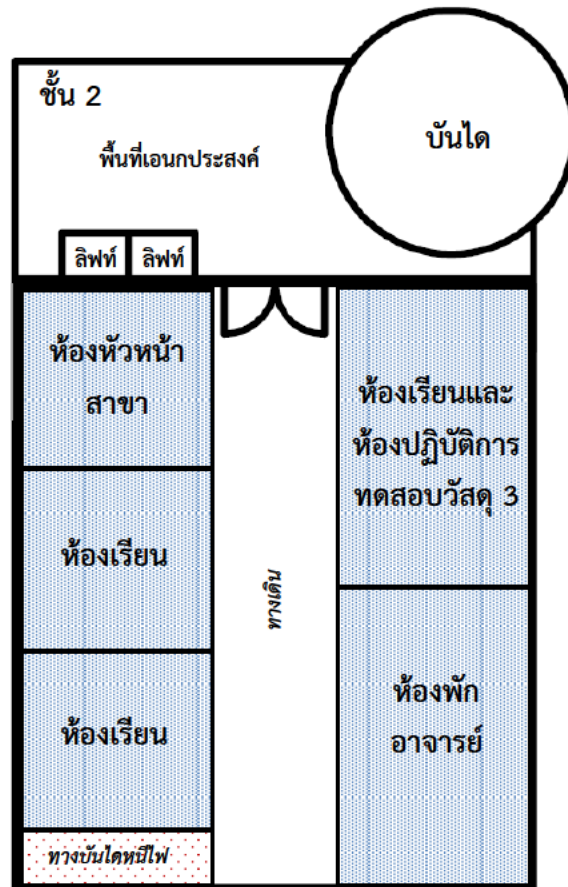 ชั้น 2
บันได
พื้นที่เอนกประสงค์
ลิฟท์
ลิฟท์
ห้องหัวหน้า
สาขา
ห้องเรียนและ
ห้องปฏิบัติการ
ทดสอบวัสดุ 3
ห้องเรียน
ทางเดิน
ห้องเรียน
ห้องพัก
อาจารย์
ทางบันไดหนีไฟ